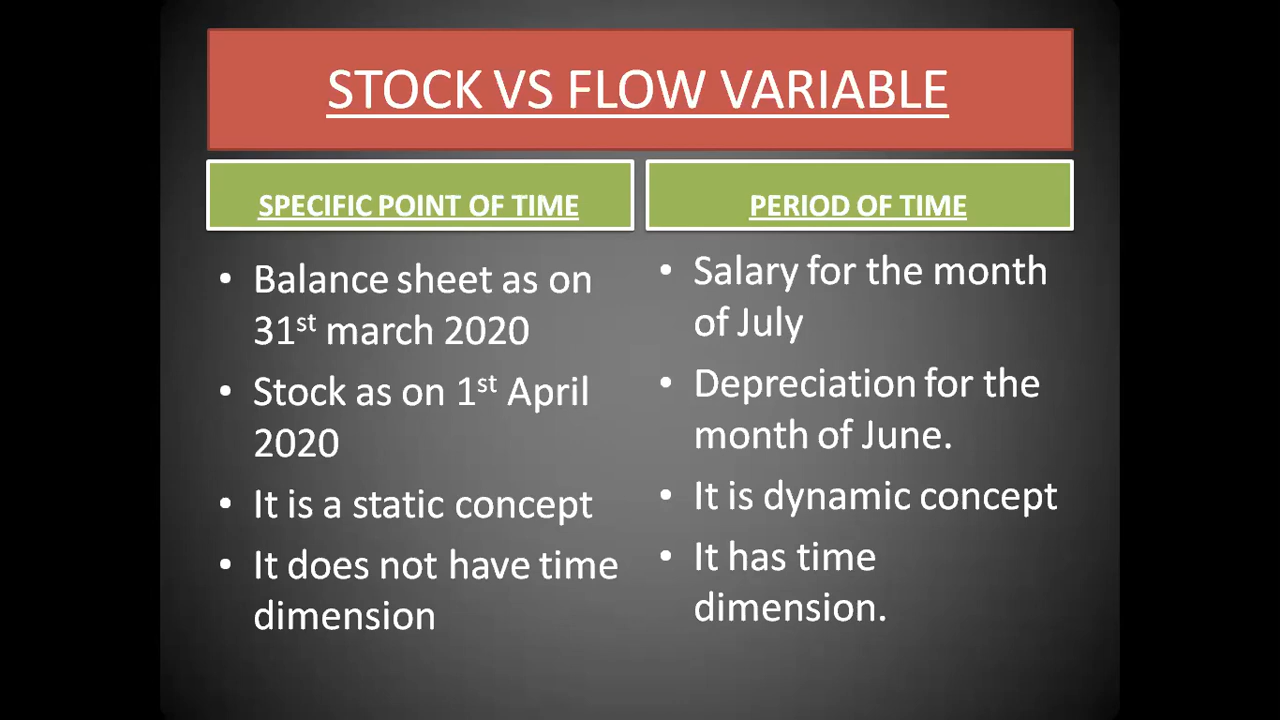 STOCK VS FLOW VARIABLE
SPECIFIC POINT OF TIME
• Balance sheet as on
31st march 2020
• Stock as on 1st April
2020
• It is a static concept
• It does not have time
dimension
PERIOD OF TIME
• Salary for the month
of July
• Depreciation for the
month of June.
• It is dynamic concept
• It has time
dimension.